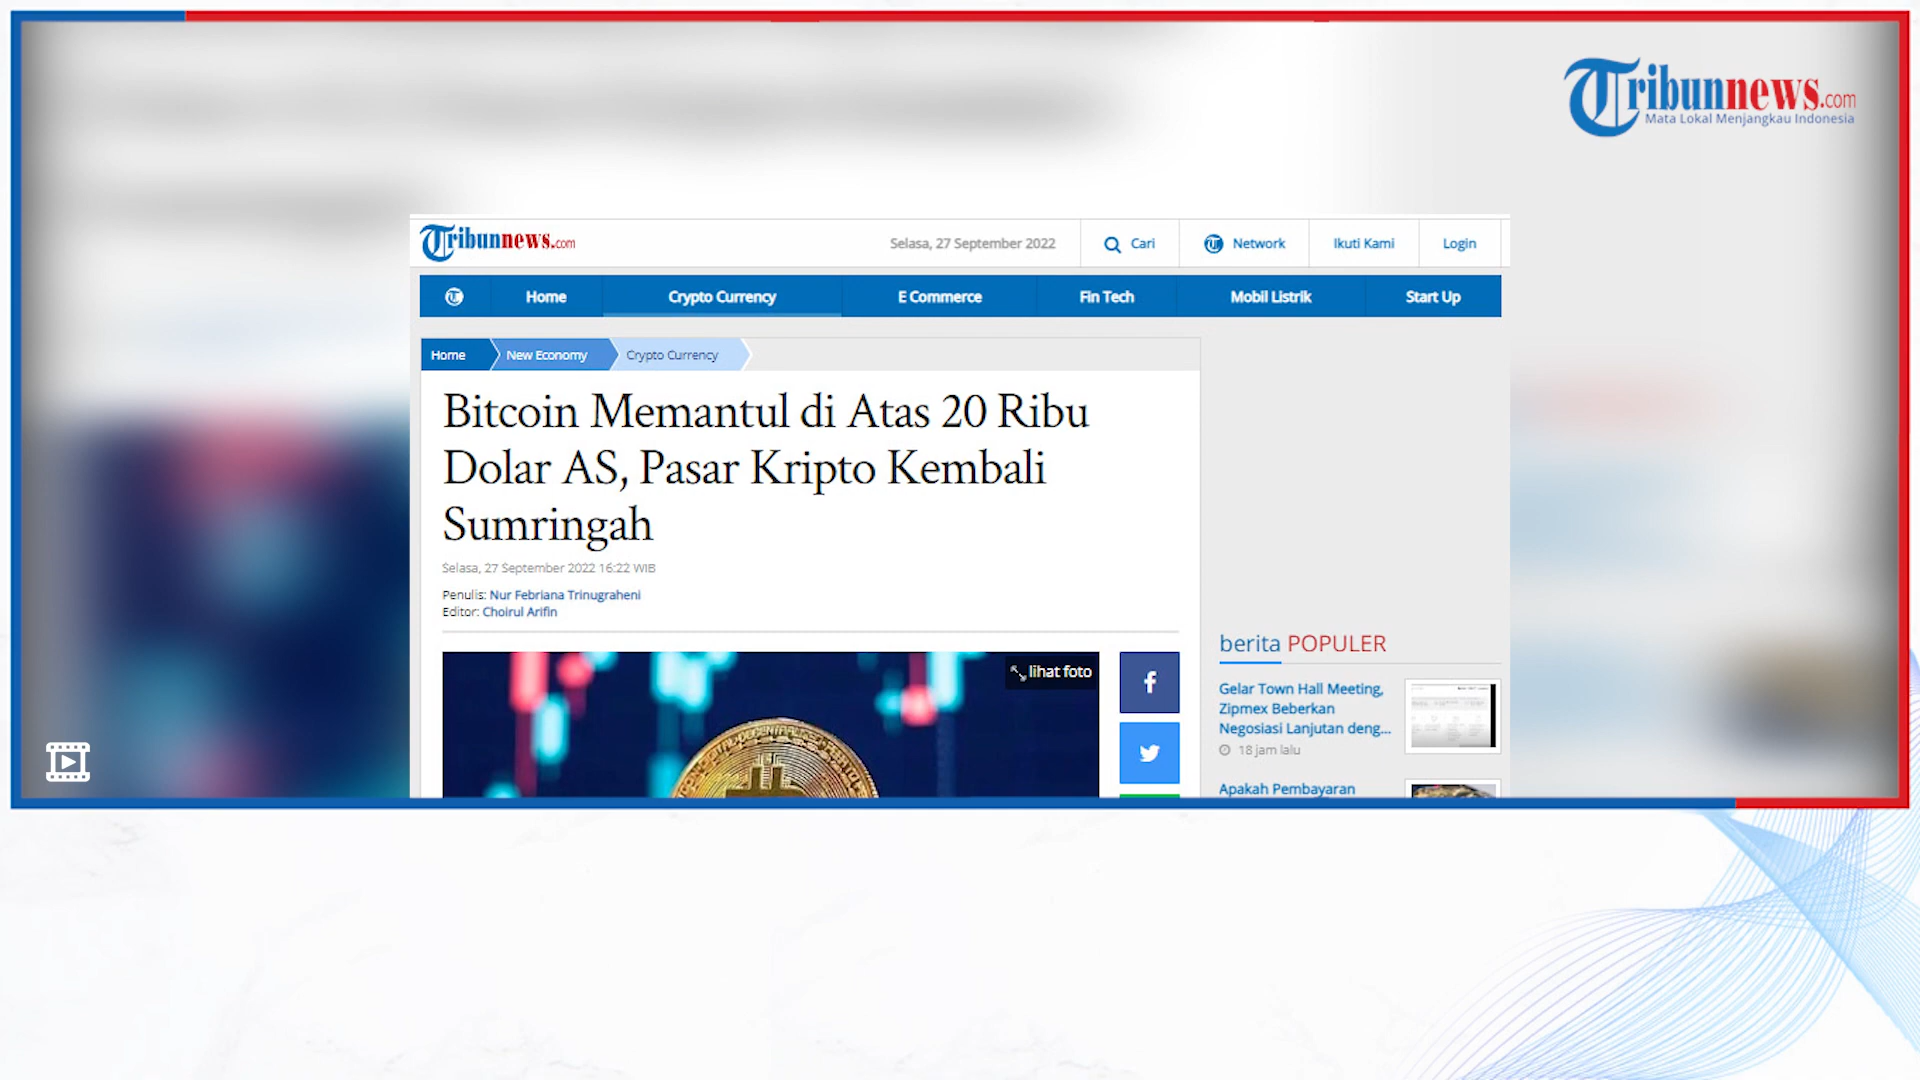 Tribunnews.com
Mata Lokal Menjangkau Indonesia
Tribunnews.com
Selasa, 27 September 2022
Cari
Network
Ikuti Kami
Login
Home
Crypto Currency
E Commerce
Fin Tech
Mobil Listrik
Start Up
Home
New Economy
Crypto Currency
Bitcoin Memantul di Atas 20 Ribu
Dolar AS, Pasar Kripto Kembali
Sumringah
Selasa, 27 September 2022 16:22 WIB
Penulis: Nur Febriana Trinugraheni
Editor: Choirul Arifin
lihat foto
berita POPULER
Gelar Town Hall Meeting,
Zipmex Beberkan
Negosiasi Lanjutan deng...
18 jam lalu
Apakah Pembayaran